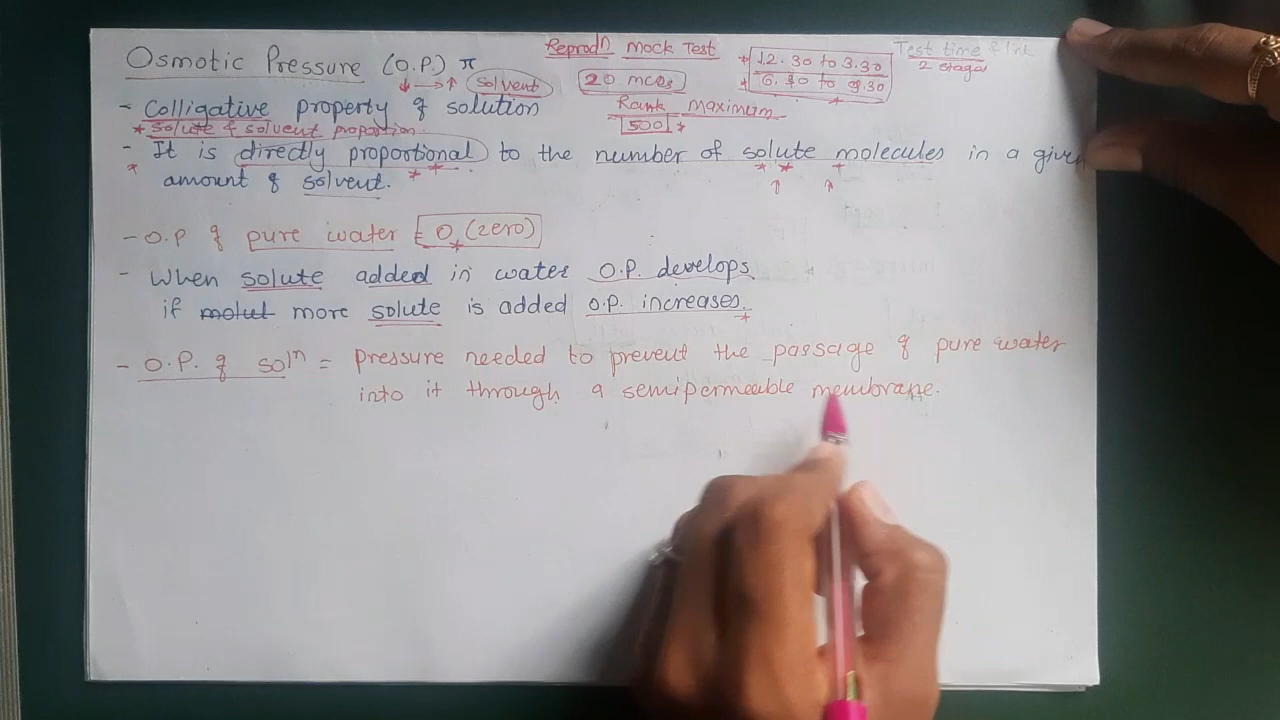 Osmotic Pressure (O.P.) π
↓ → ↑ solvent
Reprodⁿ Mock Test
20 MCQs
* 12.30 to 3.30
* 6.30 to 9.30
Test time & link
2 stages
Rank Maximum
500 *
- Colligative property of solution
* solute & solvent proportion
- It is directly proportional to the number of solute molecules in a given
amount of solvent.
- O.P of pure water = 0 (zero)
- When solute added in water O.P. develops
if more solute is added O.P. increases.
- O.P. of solⁿ = pressure needed to prevent the passage of pure water
into it through a semipermeable membrane.